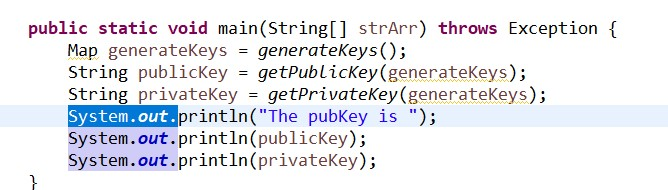 public static void main(String[] strArr) throws Exception {
Map generateKeys = generateKeys();
String publicKey = getPublicKey(generateKeys);
String privateKey = getPrivateKey(generateKeys);
System.out.println("The pubKey is ");
System.out.println(publicKey);
System.out.println(privateKey);
}